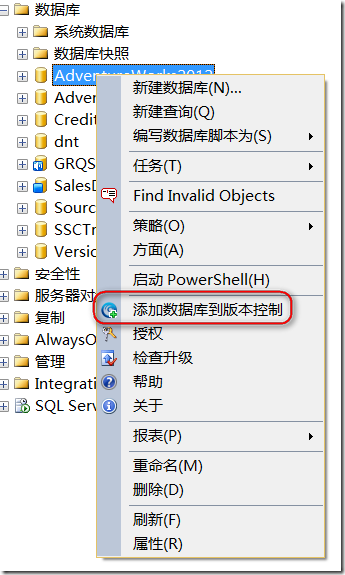 数据库
系统数据库
数据库快照
AdventureWorks2012
新建数据库(N)...
Adven
新建查询(Q)
Credit
编写数据库脚本为(S)
dnt
任务(T)
GRQS
SalesD
Find Invalid Objects
Sourc
策略(O)
SSCTr
方面(A)
Versio
安全性
启动 PowerShell(H)
服务器对
添加数据库到版本控制
复制
授权
AlwaysO
检查升级
管理
帮助
Integratio
关于
SQL Serve
报表(P)
重命名(M)
删除(D)
刷新(F)
属性(R)